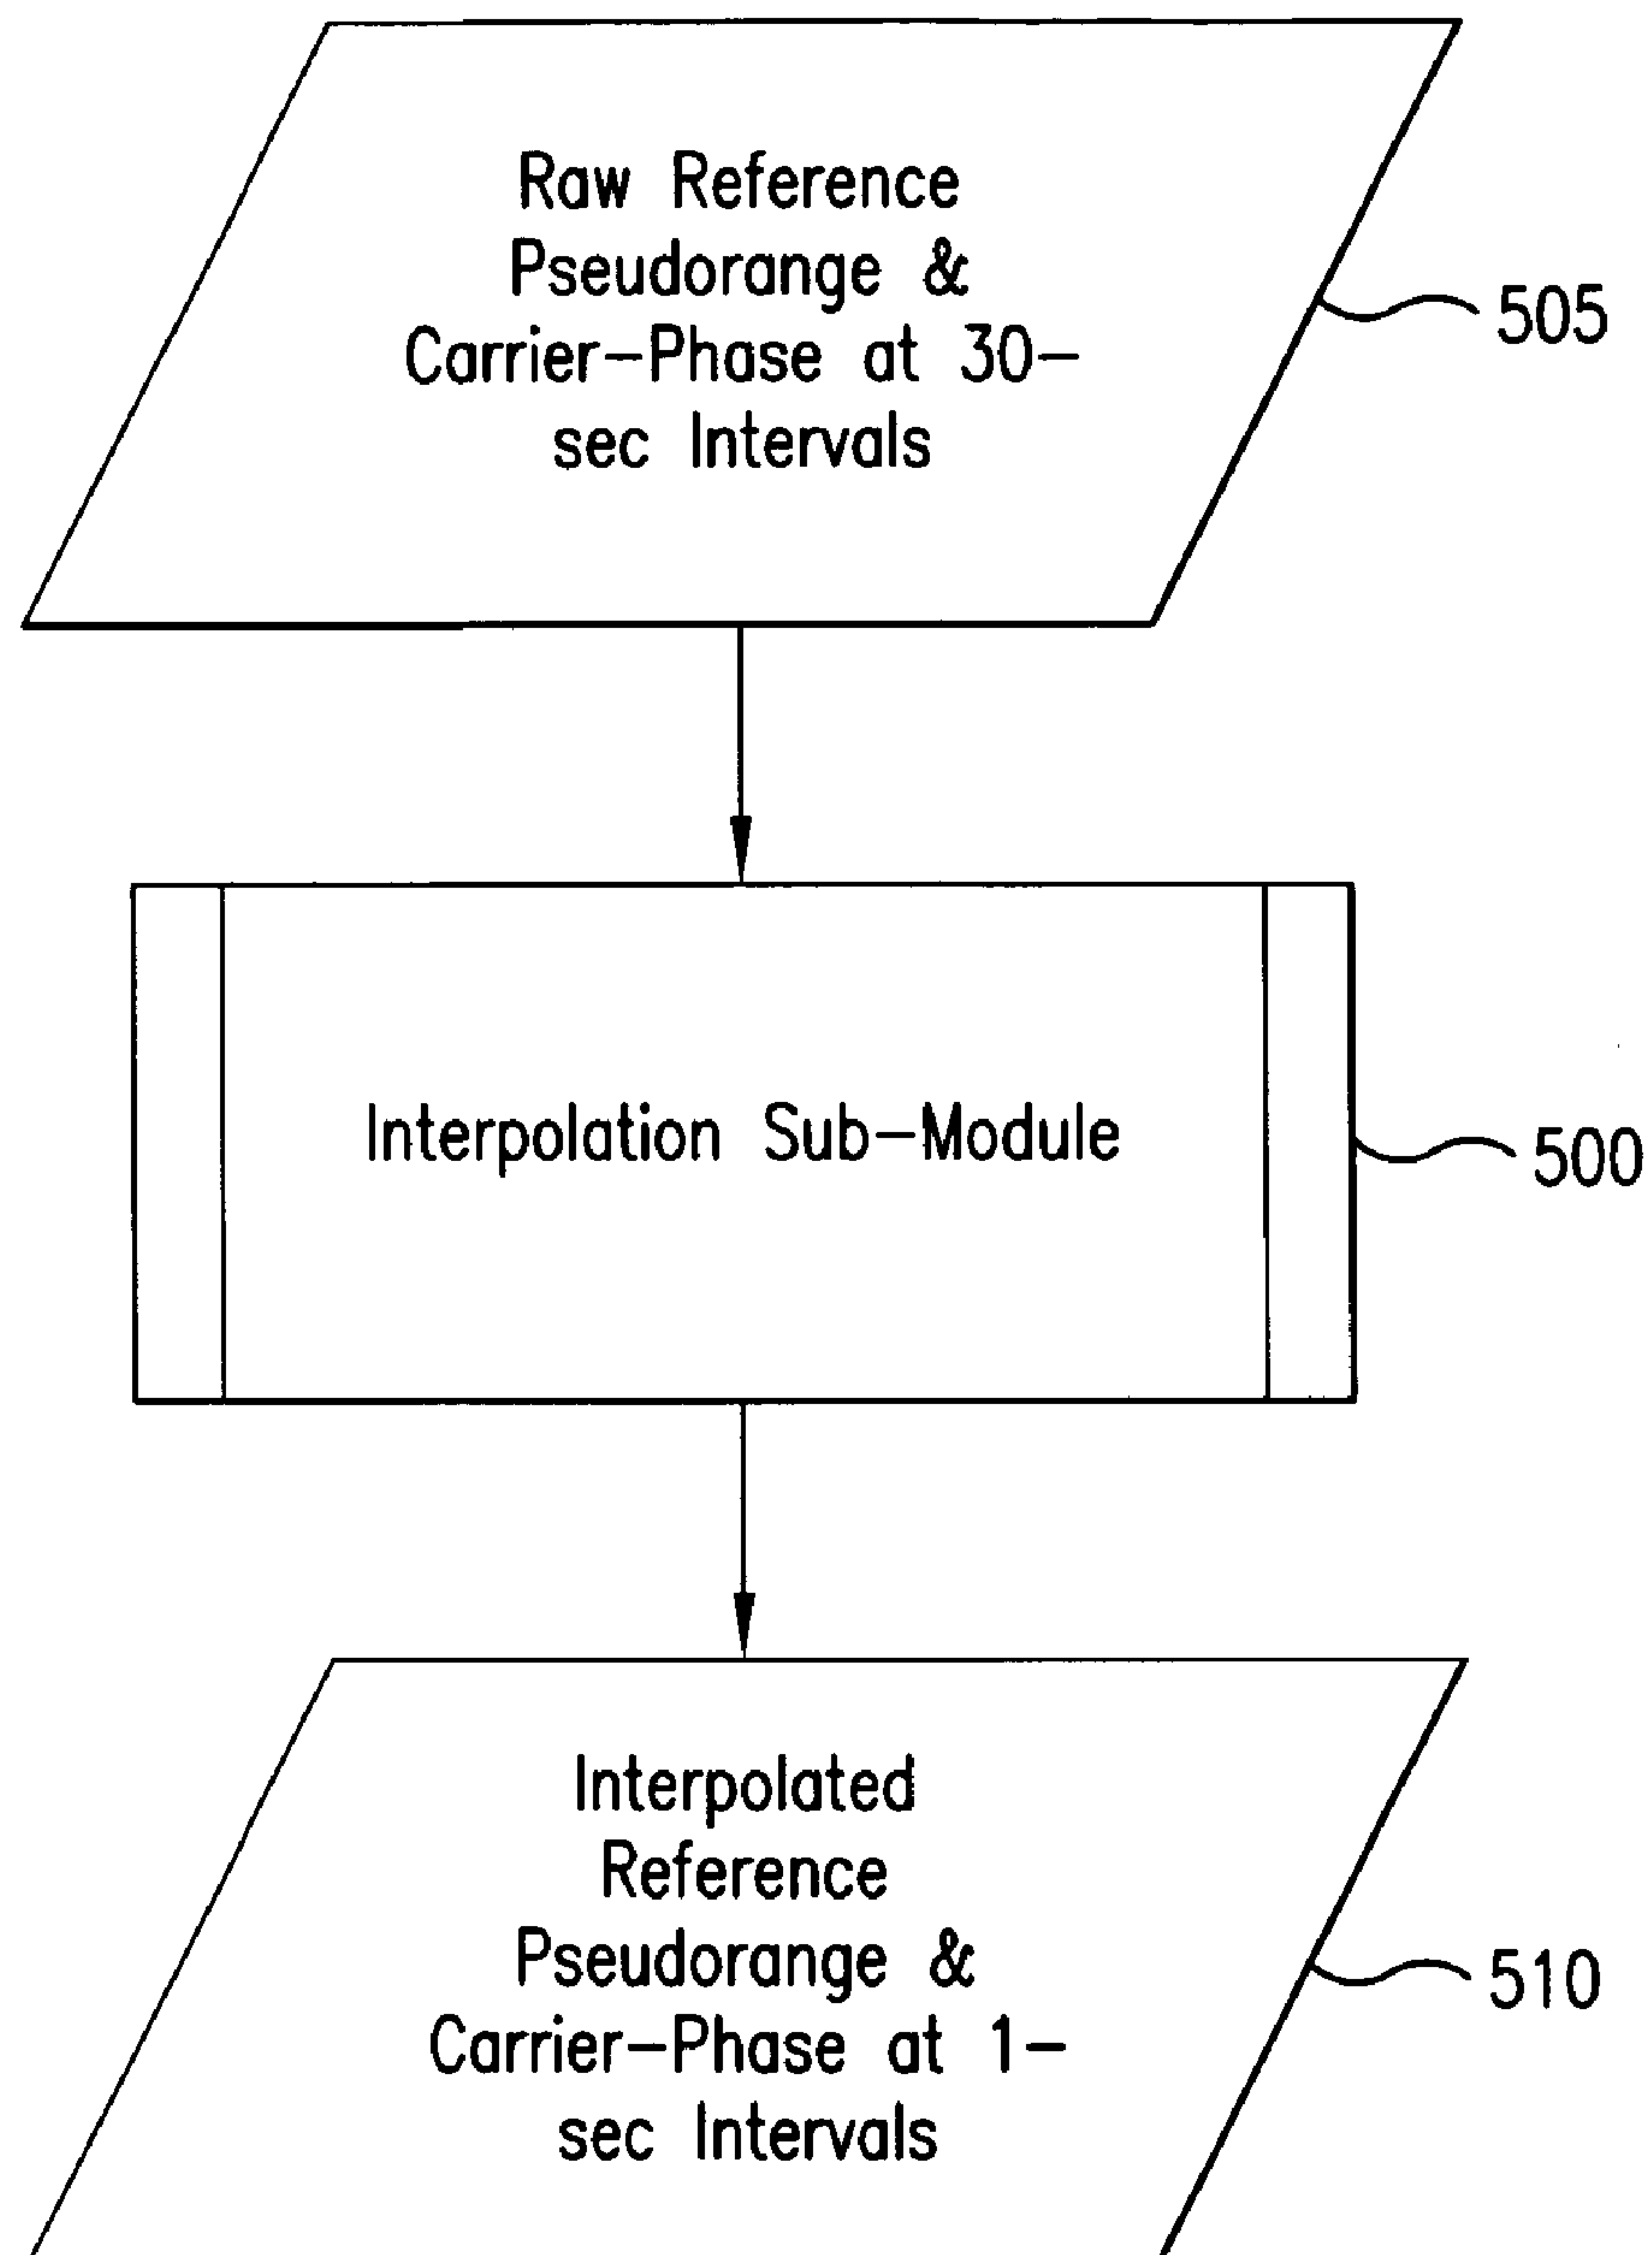 Raw Reference
Pseudorange &
Carrier-Phase at 30-
sec Intervals
505
Interpolation Sub-Module
500
Interpolated
Reference
Pseudorange &
Carrier-Phase at 1-
sec Intervals
510